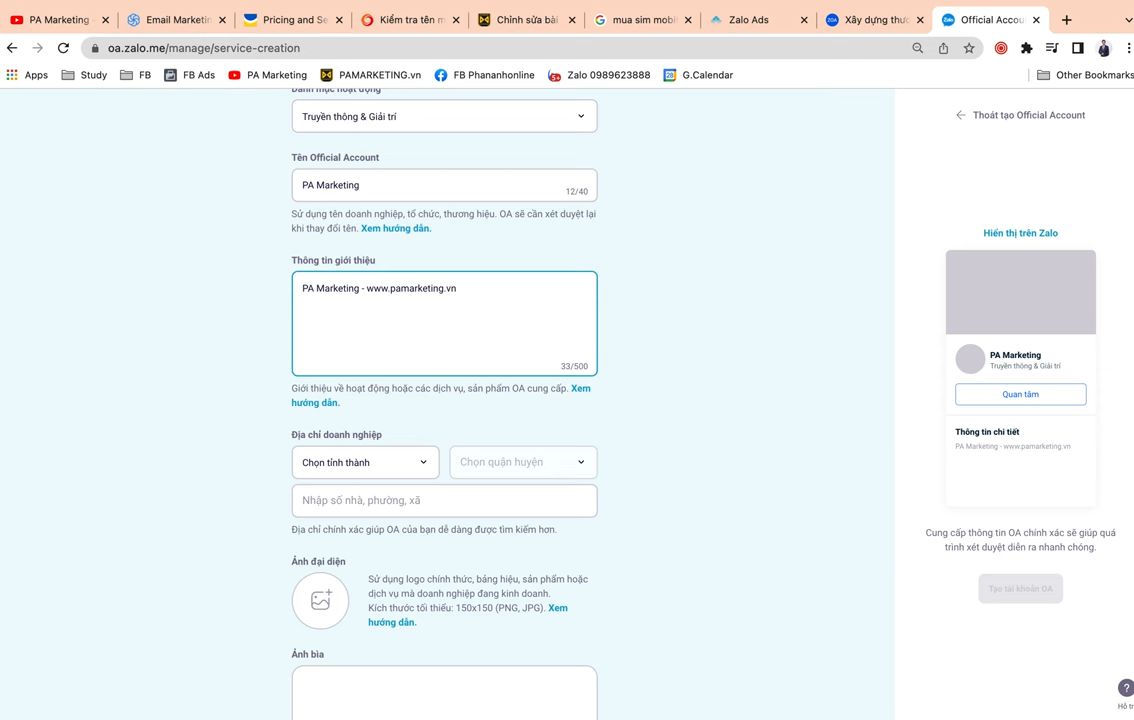 PA Marketing -
Email Marketin
Pricing and Se
Kiểm tra tên m
Chỉnh sửa bài
mua sim mobi
Zalo Ads
Xây dựng thư
Official Accou
oa.zalo.me/manage/service-creation
Apps
Study
FB
FB Ads
PA Marketing
PAMARKETING.vn
FB Phananhonline
Zalo 0989623888
G.Calendar
Other Bookmarks
Danh mục hoạt động
Truyền thông & Giải trí
Tên Official Account
PA Marketing
12/40
Sử dụng tên doanh nghiệp, tổ chức, thương hiệu. OA sẽ cần xét duyệt lại
khi thay đổi tên. Xem hướng dẫn.
Thông tin giới thiệu
PA Marketing - www.pamarketing.vn
33/500
Giới thiệu về hoạt động hoặc các dịch vụ, sản phẩm OA cung cấp. Xem
hướng dẫn.
Địa chỉ doanh nghiệp
Chọn tỉnh thành
Chọn quận huyện
Nhập số nhà, phường, xã
Địa chỉ chính xác giúp OA của bạn dễ dàng được tìm kiếm hơn.
Ảnh đại diện
Sử dụng logo chính thức, bảng hiệu, sản phẩm hoặc
dịch vụ mà doanh nghiệp đang kinh doanh.
Kích thước tối thiểu: 150x150 (PNG, JPG). Xem
hướng dẫn.
Ảnh bìa
Thoát tạo Official Account
Hiển thị trên Zalo
PA Marketing
Truyền thông & Giải trí
Quan tâm
Thông tin chi tiết
PA Marketing - www.pamarketing.vn
Cung cấp thông tin OA chính xác sẽ giúp quá
trình xét duyệt diễn ra nhanh chóng.
Tạo tài khoản OA
?
Hỗ tr